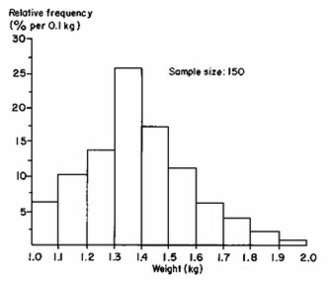 Relative frequency
(% per 0.1 kg)
30
25
20
15
10
5
Sample size: 150
1.0 1.1 1.2 1.3 1.4 1.5 1.6 1.7 1.8 1.9 2.0
Weight (kg)